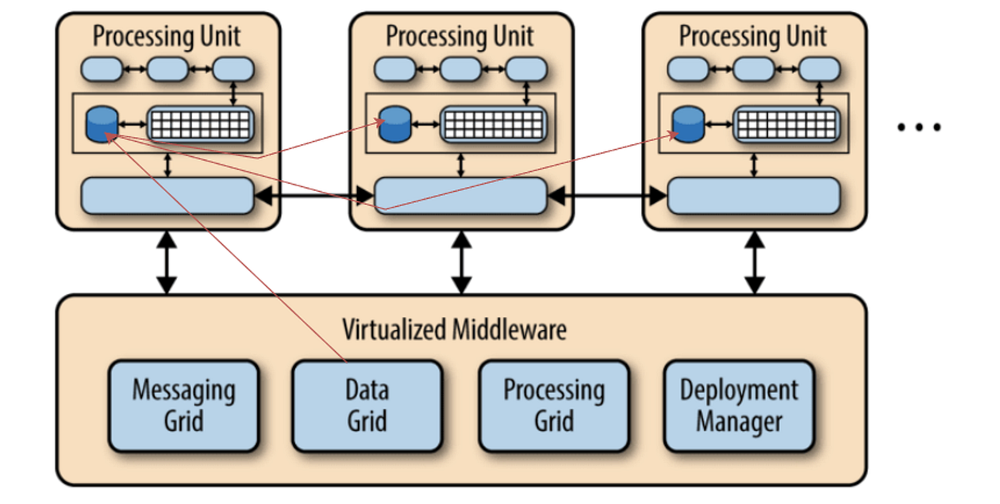 Processing Unit
Processing Unit
Processing Unit
...
Virtualized Middleware
Messaging
Grid
Data
Grid
Processing
Grid
Deployment
Manager